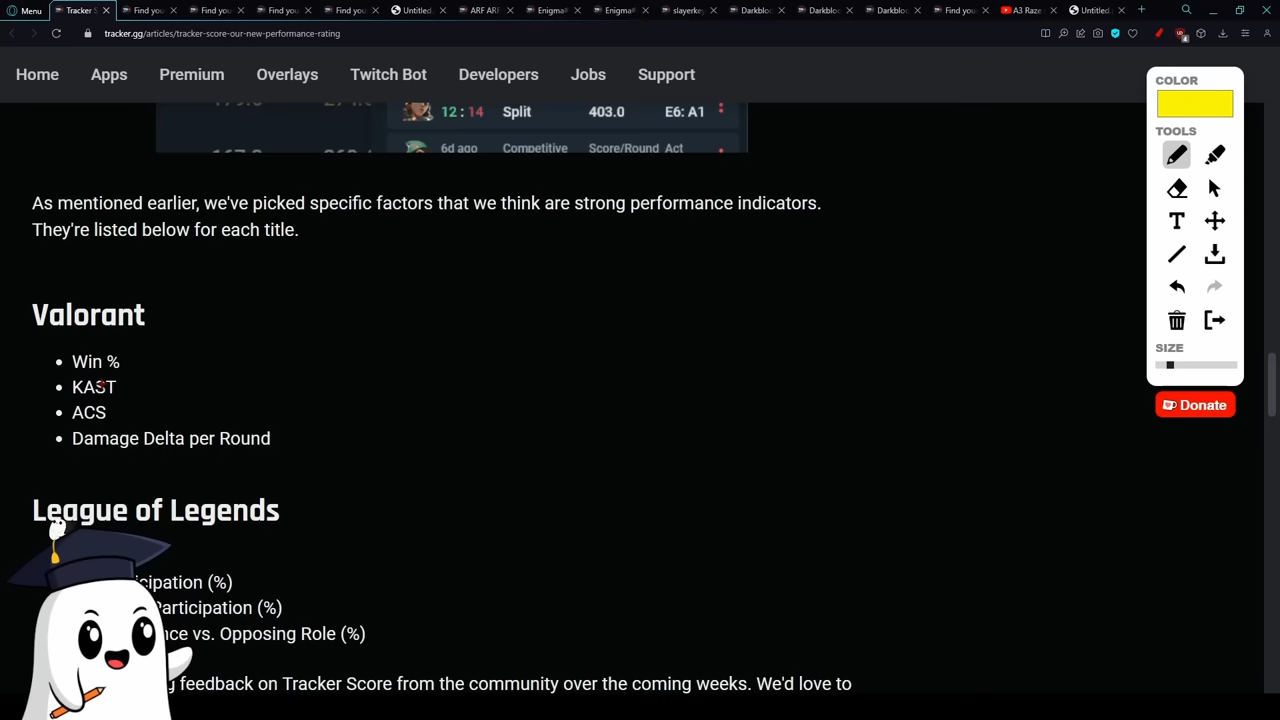 Menu
Tracker S
Find you
Find you
Find you
Find you
Untitled.
ARF ARF
Enigma#
Enigma#
slayerke
Darkblo
Darkblo
Darkblo
Find you
A3 Raze
Untitled.
tracker.gg/articles/tracker-score-our-new-performance-rating
Home Apps Premium Overlays Twitch Bot Developers Jobs Support
12 : 14 Split 403.0 E6: A1
6d ago Competitive Score/Round Act
As mentioned earlier, we've picked specific factors that we think are strong performance indicators.
They're listed below for each title.
Valorant
• Win %
• KAST
• ACS
• Damage Delta per Round
League of Legends
Participation (%)
vs. Opposing Role (%)
feedback on Tracker Score from the community over the coming weeks. We'd love to
COLOR
TOOLS
T
SIZE
Donate